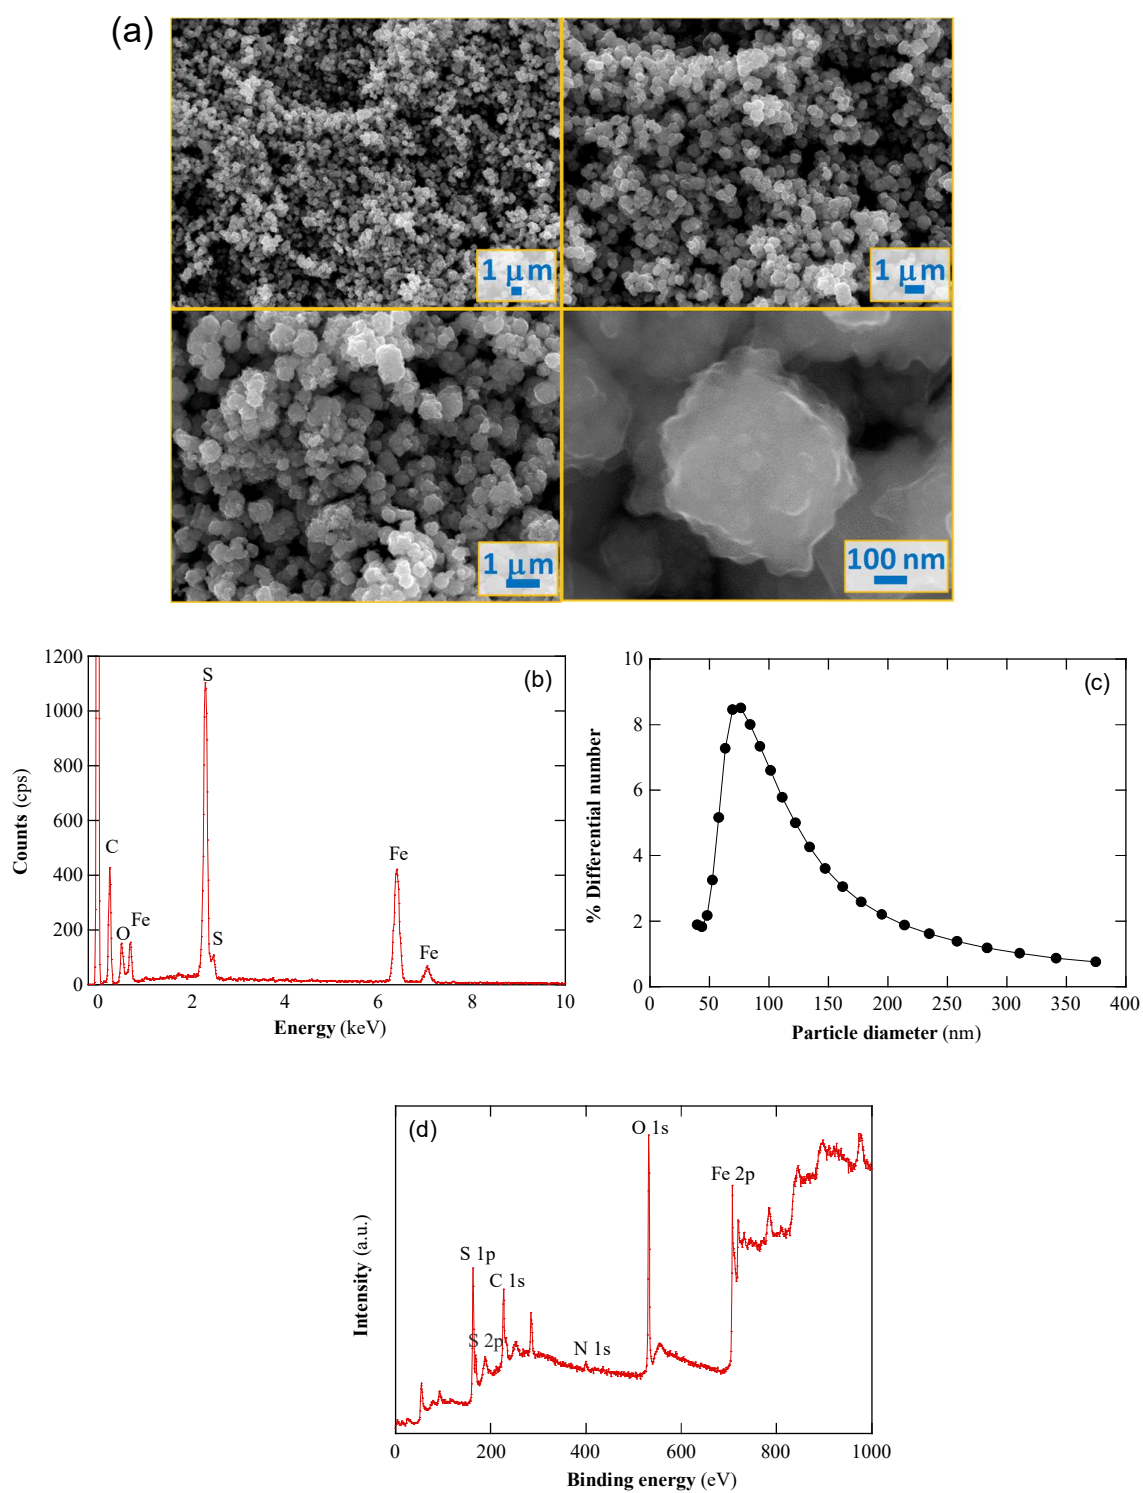 (a)
1 μm
1 μm
1 μm
100 nm
(b)
1200
1000
800
600
400
200
0
Counts (cps)
C
O
Fe
S
S
Fe
Fe
0 2 4 6 8 10
Energy (keV)
(c)
10
8
6
4
2
0
% Differential number
0 50 100 150 200 250 300 350 400
Particle diameter (nm)
(d)
Intensity (a.u.)
S 1p
S 2p
C 1s
N 1s
O 1s
Fe 2p
0 200 400 600 800 1000
Binding energy (eV)